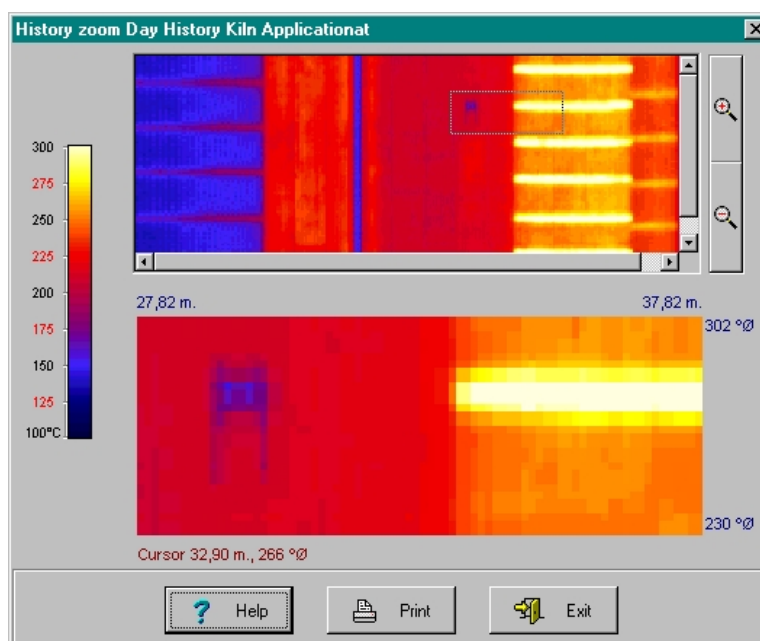 History zoom Day History Kiln Applicationat
300
275
250
225
200
175
150
125
100°C
27,82 m.
37,82 m.
302 °Ø
230 °Ø
Cursor 32,90 m., 266 °Ø
? Help
Print
Exit